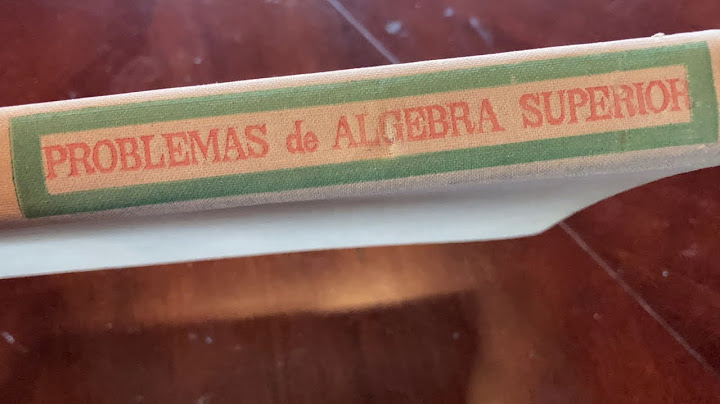 PROBLEMAS de ALGEBRA SUPERIOR